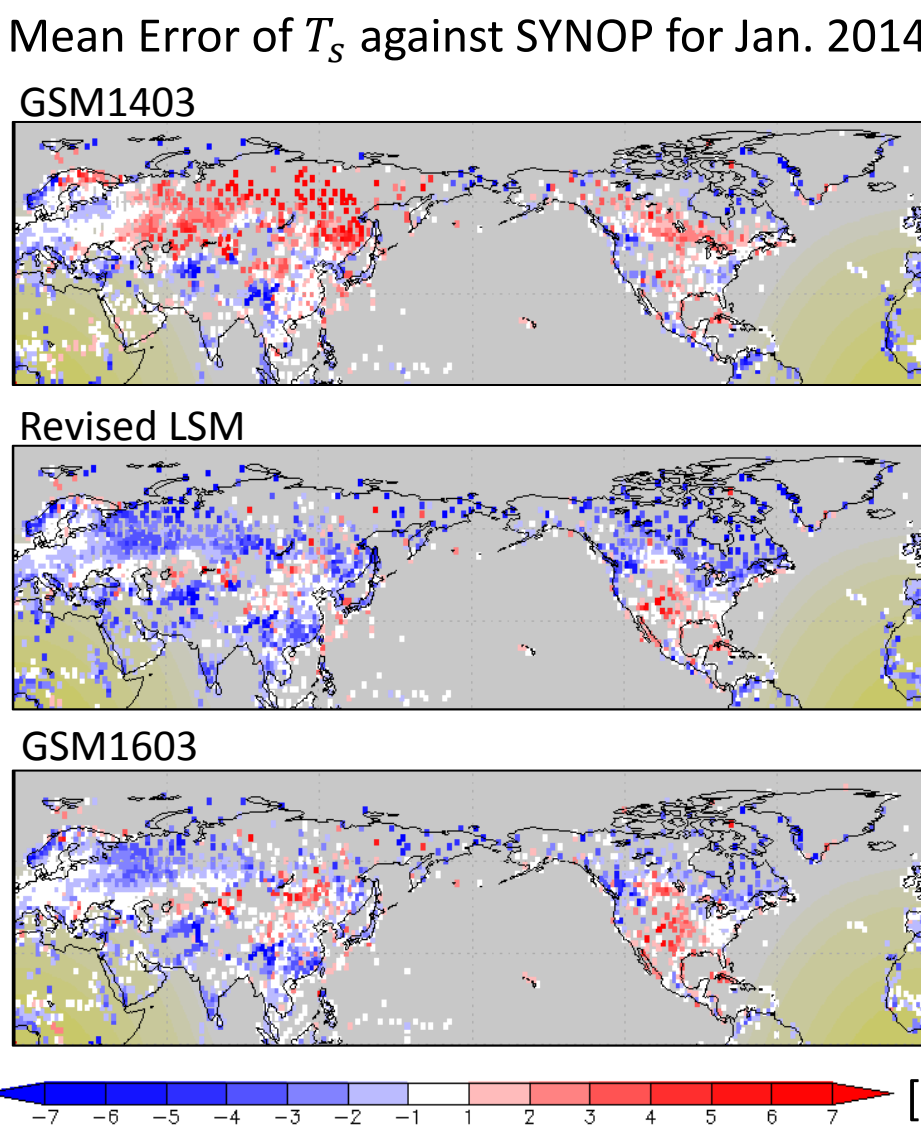 Mean Error of Tₛ against SYNOP for Jan. 2014
GSM1403
Revised LSM
GSM1603
−7 −6 −5 −4 −3 −2 −1 1 2 3 4 5 6 7 [